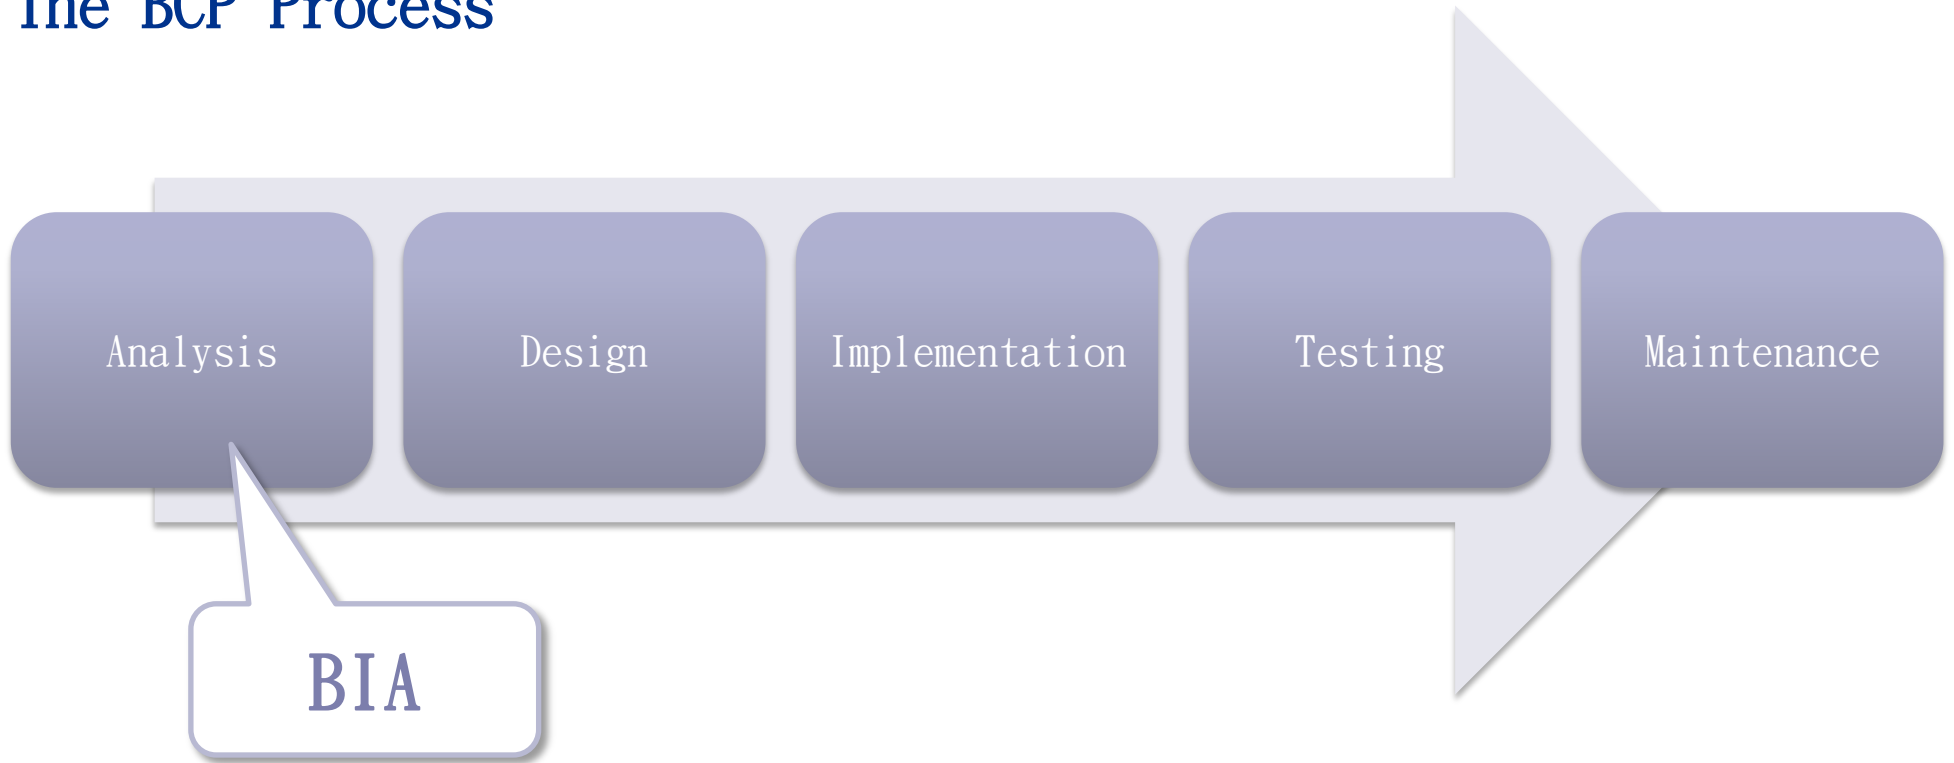 The BCP Process
Analysis
Design
Implementation
Testing
Maintenance
BIA